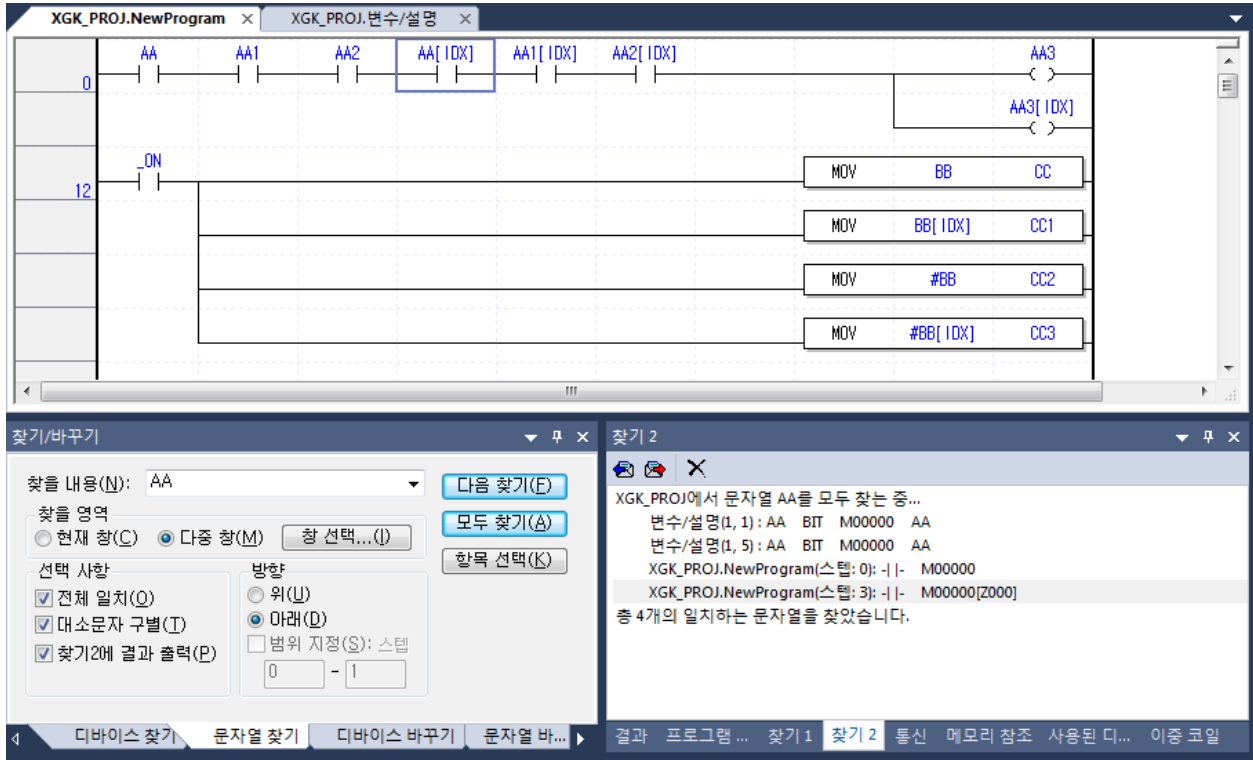 XGK_PROJ.NewProgram × XGK_PROJ.변수/설명 ×
AA AA1 AA2 AA[IDX] AA1[IDX] AA2[IDX] AA3
0
AA3[IDX]
_ON
12 MOV BB CC
MOV BB[IDX] CC1
MOV #BB CC2
MOV #BB[IDX] CC3
찾기/바꾸기
찾을 내용(N): AA 다음 찾기(F)
찾을 영역
현재 창(C) 다중 창(M) 창 선택...(I) 모두 찾기(A)
항목 선택(K)
선택 사항 방향
전체 일치(O) 위(U)
대소문자 구별(T) 아래(D)
찾기2에 결과 출력(P) 범위 지정(S): 스텝
0 - 1
디바이스 찾기 문자열 찾기 디바이스 바꾸기 문자열 바...
찾기 2
XGK_PROJ에서 문자열 AA를 모두 찾는 중...
변수/설명(1, 1) : AA BIT M00000 AA
변수/설명(1, 5) : AA BIT M00000 AA
XGK_PROJ.NewProgram(스텝: 0): -| |- M00000
XGK_PROJ.NewProgram(스텝: 3): -| |- M00000[Z000]
총 4개의 일치하는 문자열을 찾았습니다.
결과 프로그램 ... 찾기 1 찾기 2 통신 메모리 참조 사용된 디... 이중 코일